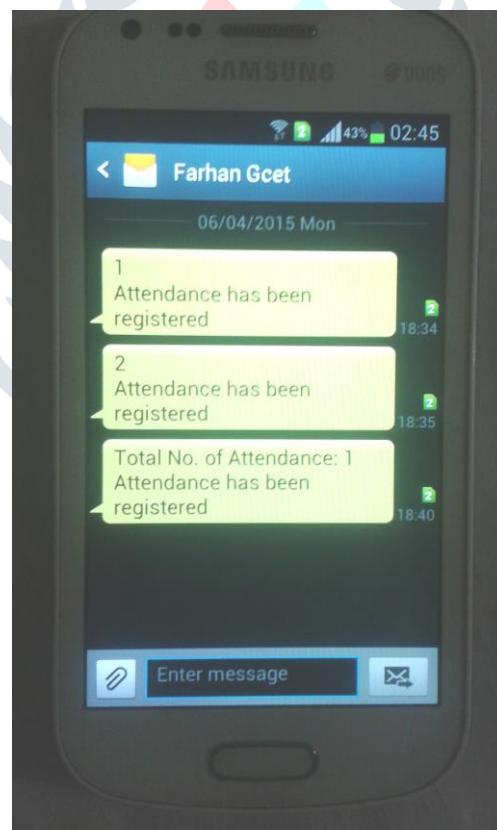 SAMSUNG DUOS
2 43% 02:45
Farhan Gcet
06/04/2015 Mon
1
Attendance has been
registered
2
18:34
2
Attendance has been
registered
2
18:35
Total No. of Attendance: 1
Attendance has been
registered
2
18:40
Enter message